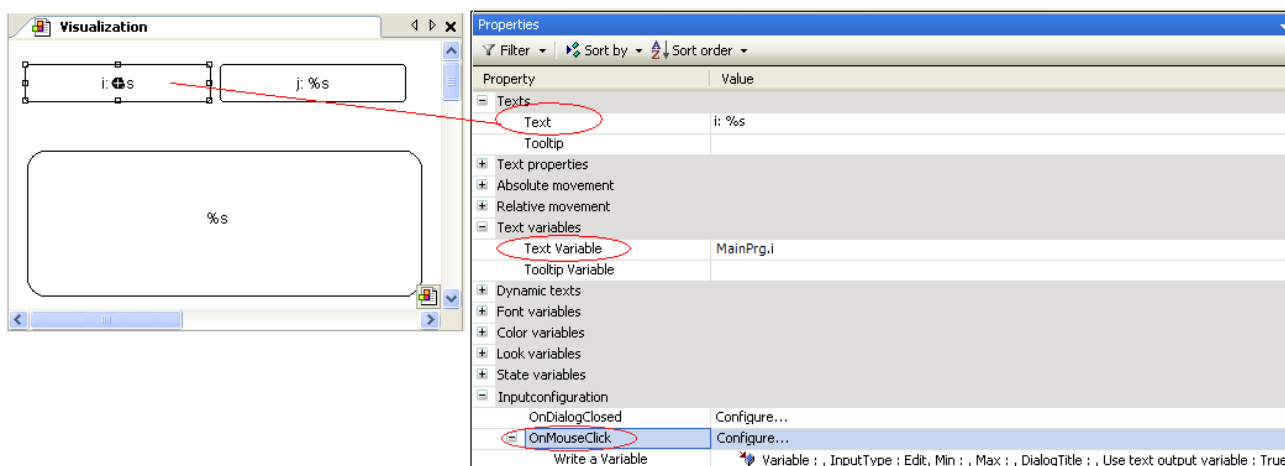 Visualization
i: %s
j: %s
%s
Properties
Filter Sort by Sort order
Property Value
Texts
Text i: %s
Tooltip
Text properties
Absolute movement
Relative movement
Text variables
Text Variable MainPrg.i
Tooltip Variable
Dynamic texts
Font variables
Color variables
Look variables
State variables
Inputconfiguration
OnDialogClosed Configure...
OnMouseClick Configure...
Write a Variable Variable : , InputType : Edit, Min : , Max : , DialogTitle : , Use text output variable : True